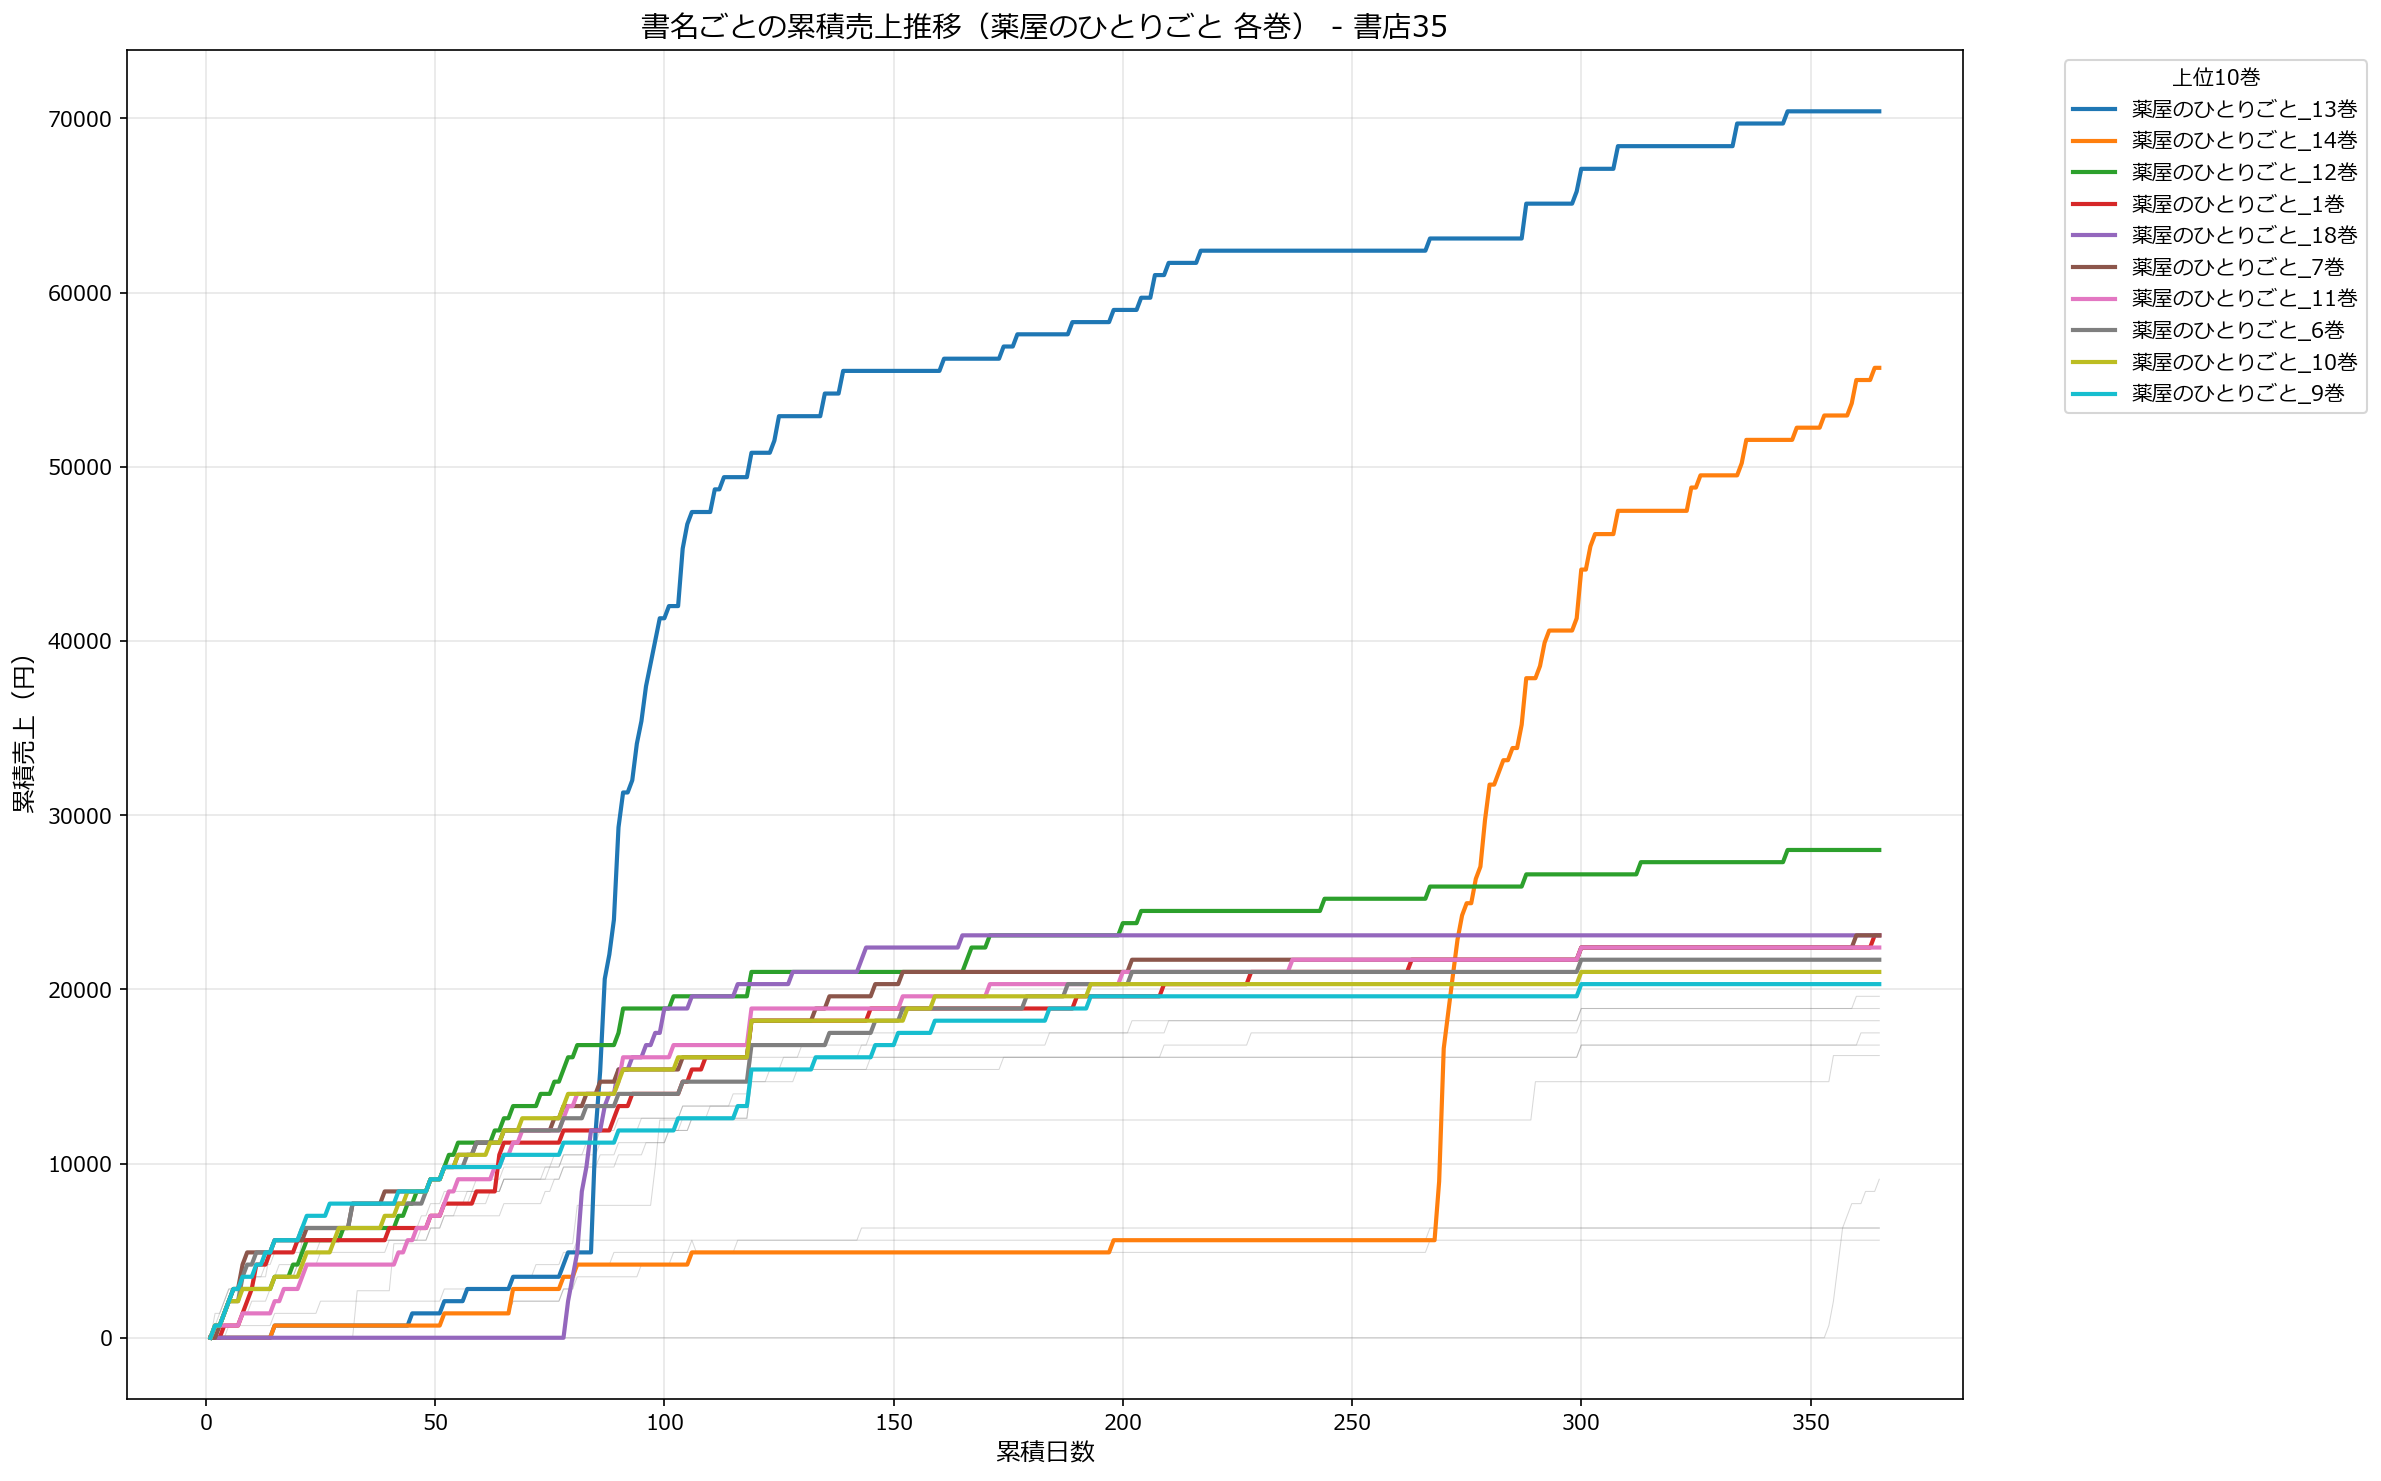 書名ごとの累積売上推移（薬屋のひとりごと 各巻） - 書店35
累積売上（円）
70000
60000
50000
40000
30000
20000
10000
0
0
50
100
150
200
250
300
350
累積日数
上位10巻
薬屋のひとりごと_13巻
薬屋のひとりごと_14巻
薬屋のひとりごと_12巻
薬屋のひとりごと_1巻
薬屋のひとりごと_18巻
薬屋のひとりごと_7巻
薬屋のひとりごと_11巻
薬屋のひとりごと_6巻
薬屋のひとりごと_10巻
薬屋のひとりごと_9巻